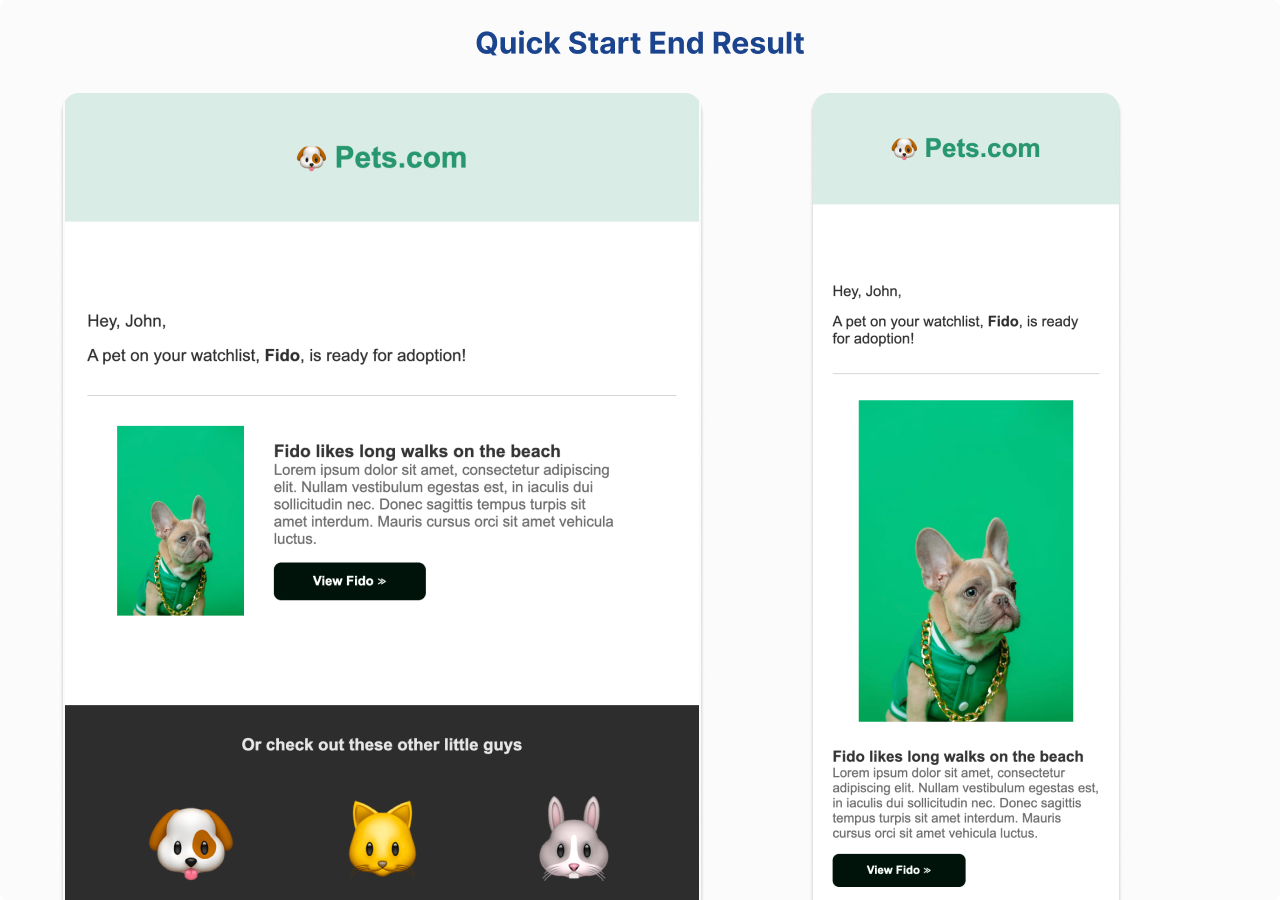 Quick Start End Result
Pets.com
Hey, John,
A pet on your watchlist, Fido, is ready for adoption!
Fido likes long walks on the beach
Lorem ipsum dolor sit amet, consectetur adipiscing
elit. Nullam vestibulum egestas est, in iaculis dui
sollicitudin nec. Donec sagittis tempus turpis sit
amet interdum. Mauris cursus orci sit amet vehicula
luctus.
View Fido »
Or check out these other little guys
Pets.com
Hey, John,
A pet on your watchlist, Fido, is ready
for adoption!
Fido likes long walks on the beach
Lorem ipsum dolor sit amet, consectetur
adipiscing elit. Nullam vestibulum egestas est,
in iaculis dui sollicitudin nec. Donec sagittis
tempus turpis sit amet interdum. Mauris
cursus orci sit amet vehicula luctus.
View Fido »